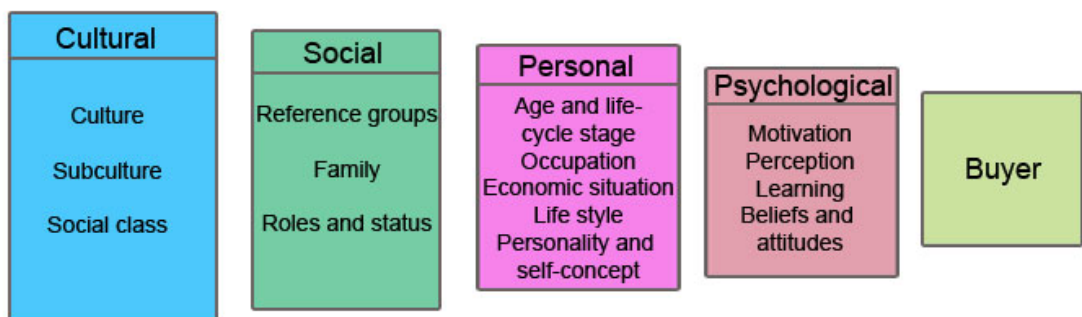 Cultural
Culture
Subculture
Social class
Social
Reference groups
Family
Roles and status
Personal
Age and life-
cycle stage
Occupation
Economic situation
Life style
Personality and
self-concept
Psychological
Motivation
Perception
Learning
Beliefs and
attitudes
Buyer